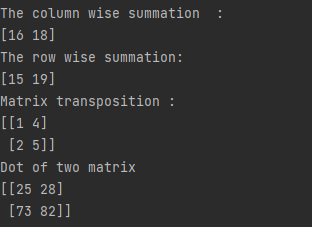 The column wise summation  :
[16 18]
The row wise summation:
[15 19]
Matrix transposition :
[[1 4]
 [2 5]]
Dot of two matrix
[[25 28]
 [73 82]]